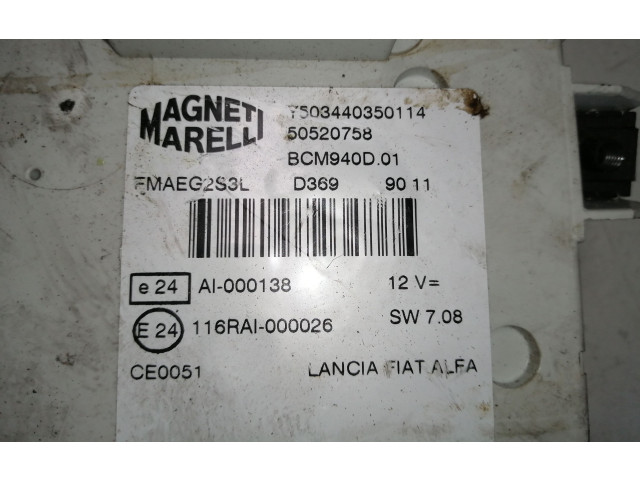 MAGNETI
MARELLI
T503440350114
50520758
BCM940D.01
FMAEG2S3L D369 90 11
e 24 AI-000138 12 V=
E 24 116RAI-000026 SW 7.08
CE0051 LANCIA FIAT ALFA